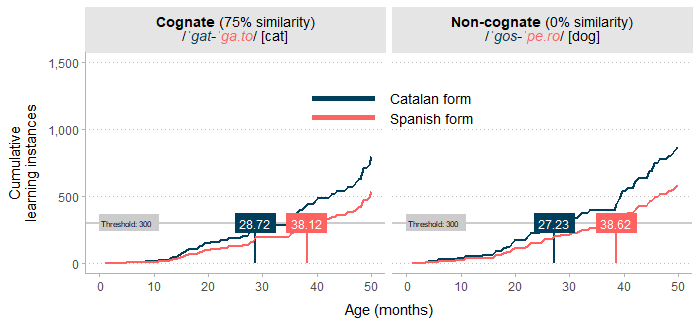 Cognate (75% similarity)
/ˈgat-ˈga.to/ [cat]
Non-cognate (0% similarity)
/ˈgos-ˈpe.ro/ [dog]
Cumulative
learning instances
1,500
1,000
500
0
Catalan form
Spanish form
Threshold: 300
28.72
38.12
Threshold: 300
27.23
38.62
0 10 20 30 40 50
0 10 20 30 40 50
Age (months)